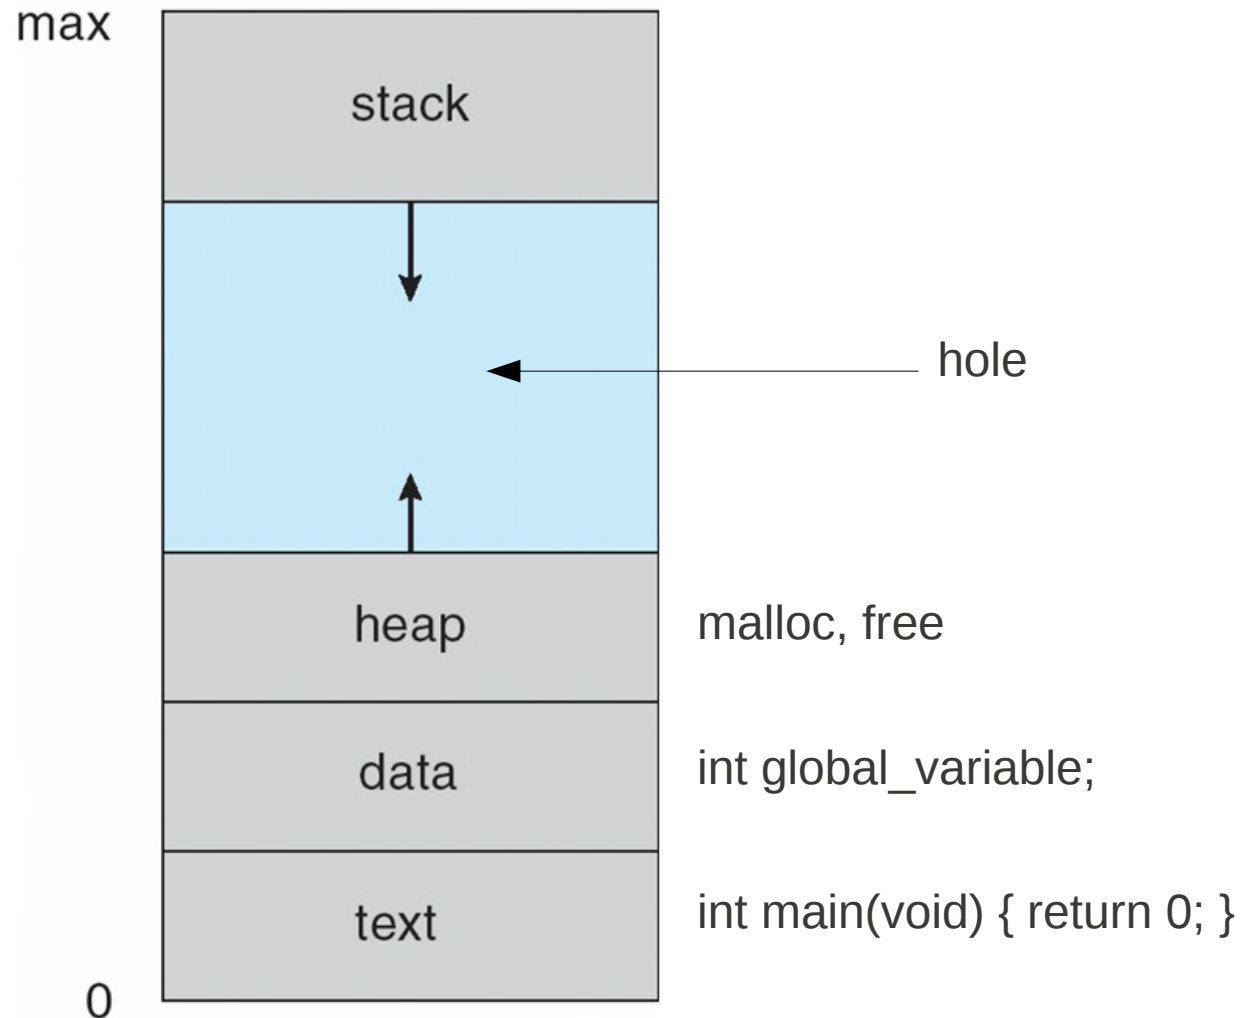 max
stack
hole
heap
malloc, free
data
int global_variable;
text
int main(void) { return 0; }
0